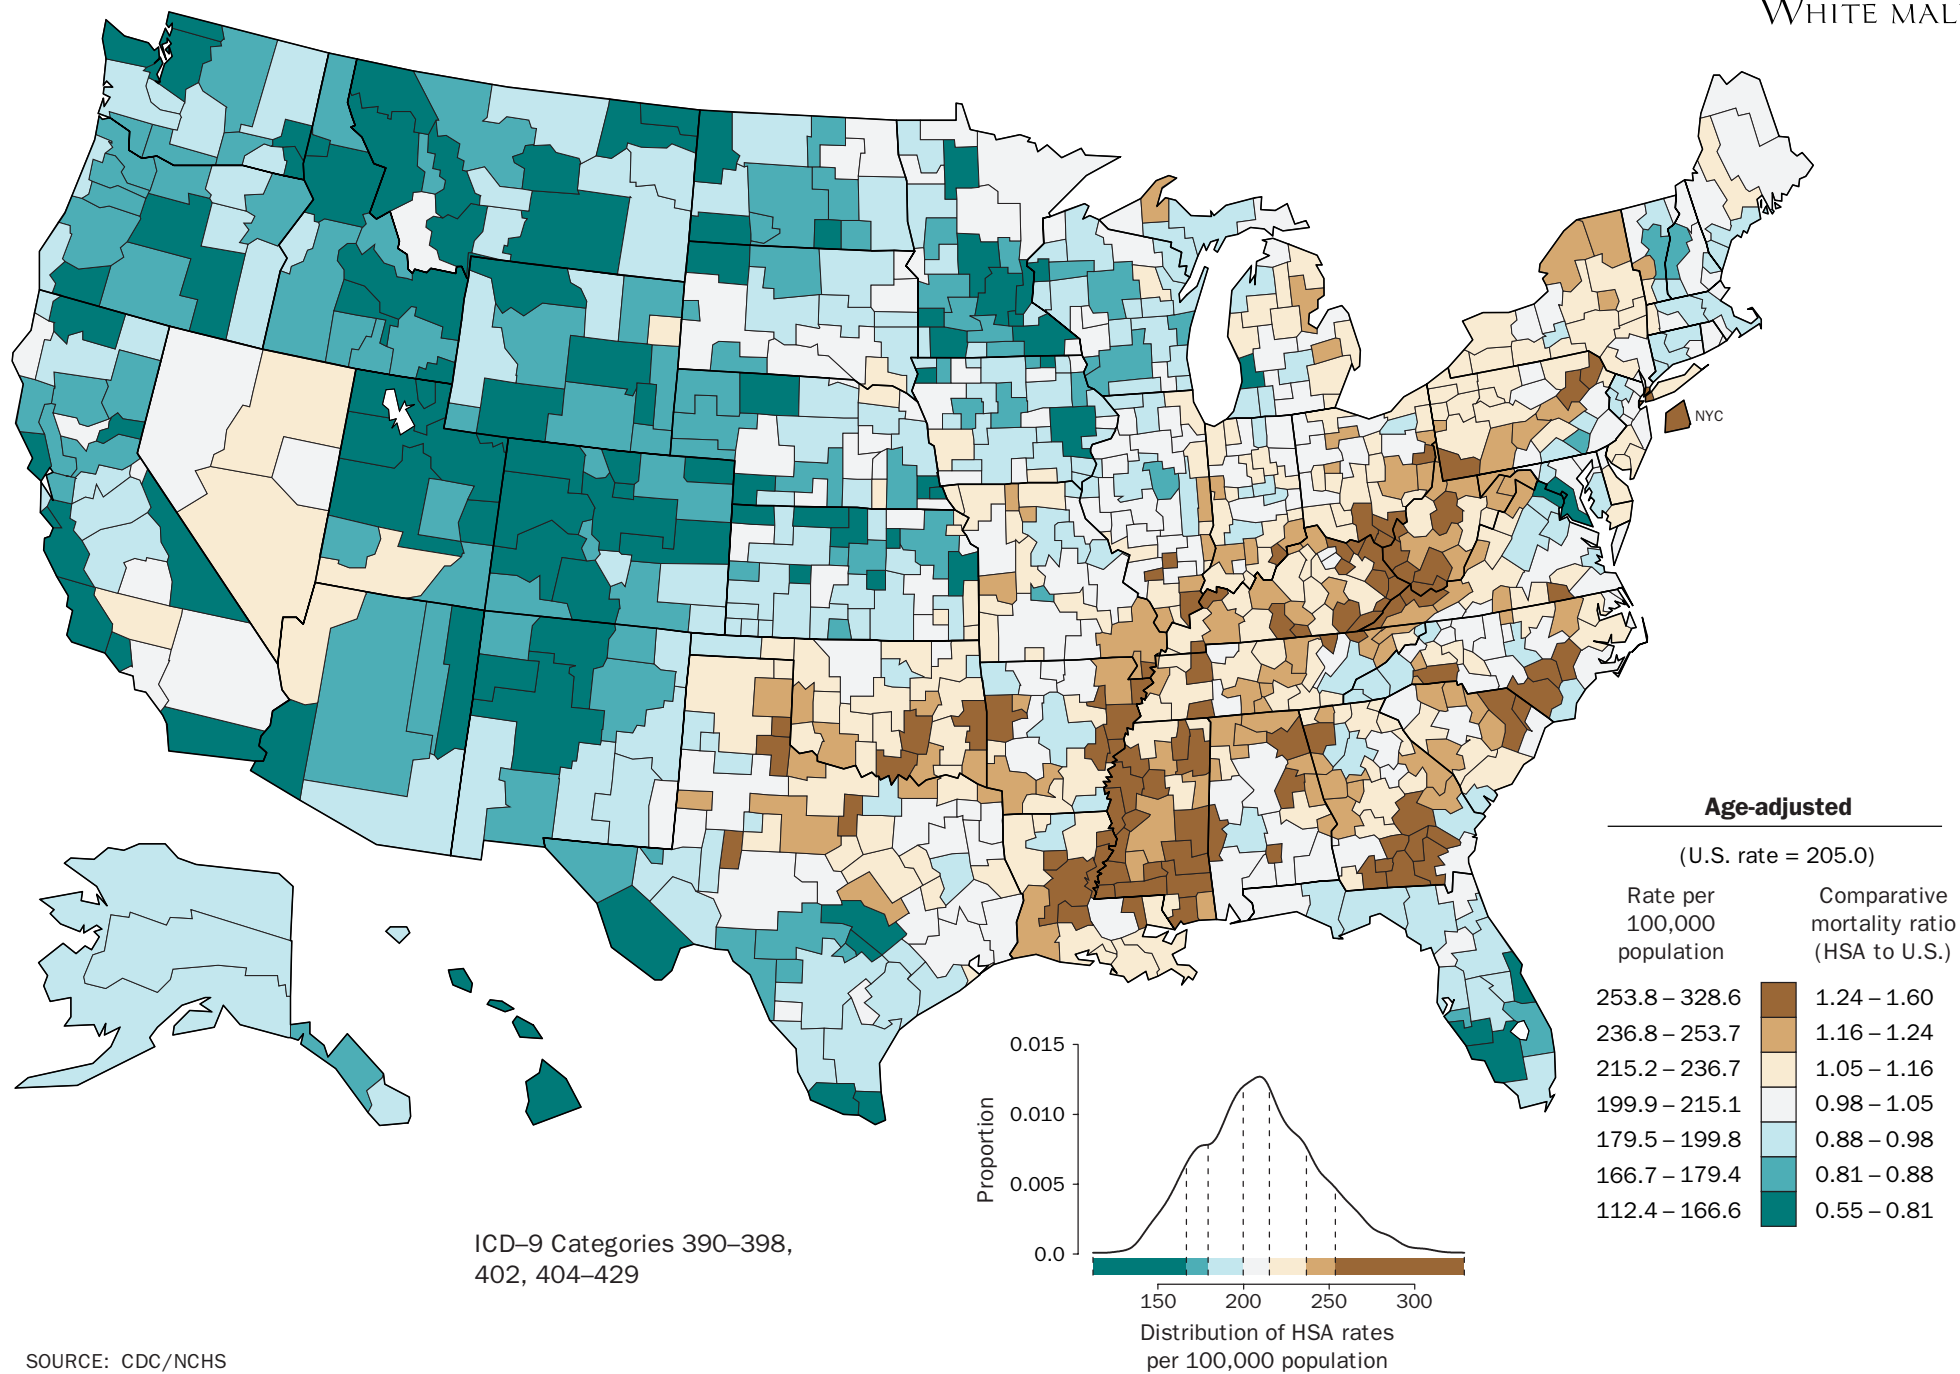 WHITE MAL
NYC
Age-adjusted
(U.S. rate = 205.0)
Rate per
100,000
population
Comparative
mortality ratio
(HSA to U.S.)
253.8 – 328.6 1.24 – 1.60
236.8 – 253.7 1.16 – 1.24
215.2 – 236.7 1.05 – 1.16
199.9 – 215.1 0.98 – 1.05
179.5 – 199.8 0.88 – 0.98
166.7 – 179.4 0.81 – 0.88
112.4 – 166.6 0.55 – 0.81
0.015
0.010
0.005
0.0
Proportion
150 200 250 300
Distribution of HSA rates
per 100,000 population
ICD–9 Categories 390–398,
402, 404–429
SOURCE: CDC/NCHS